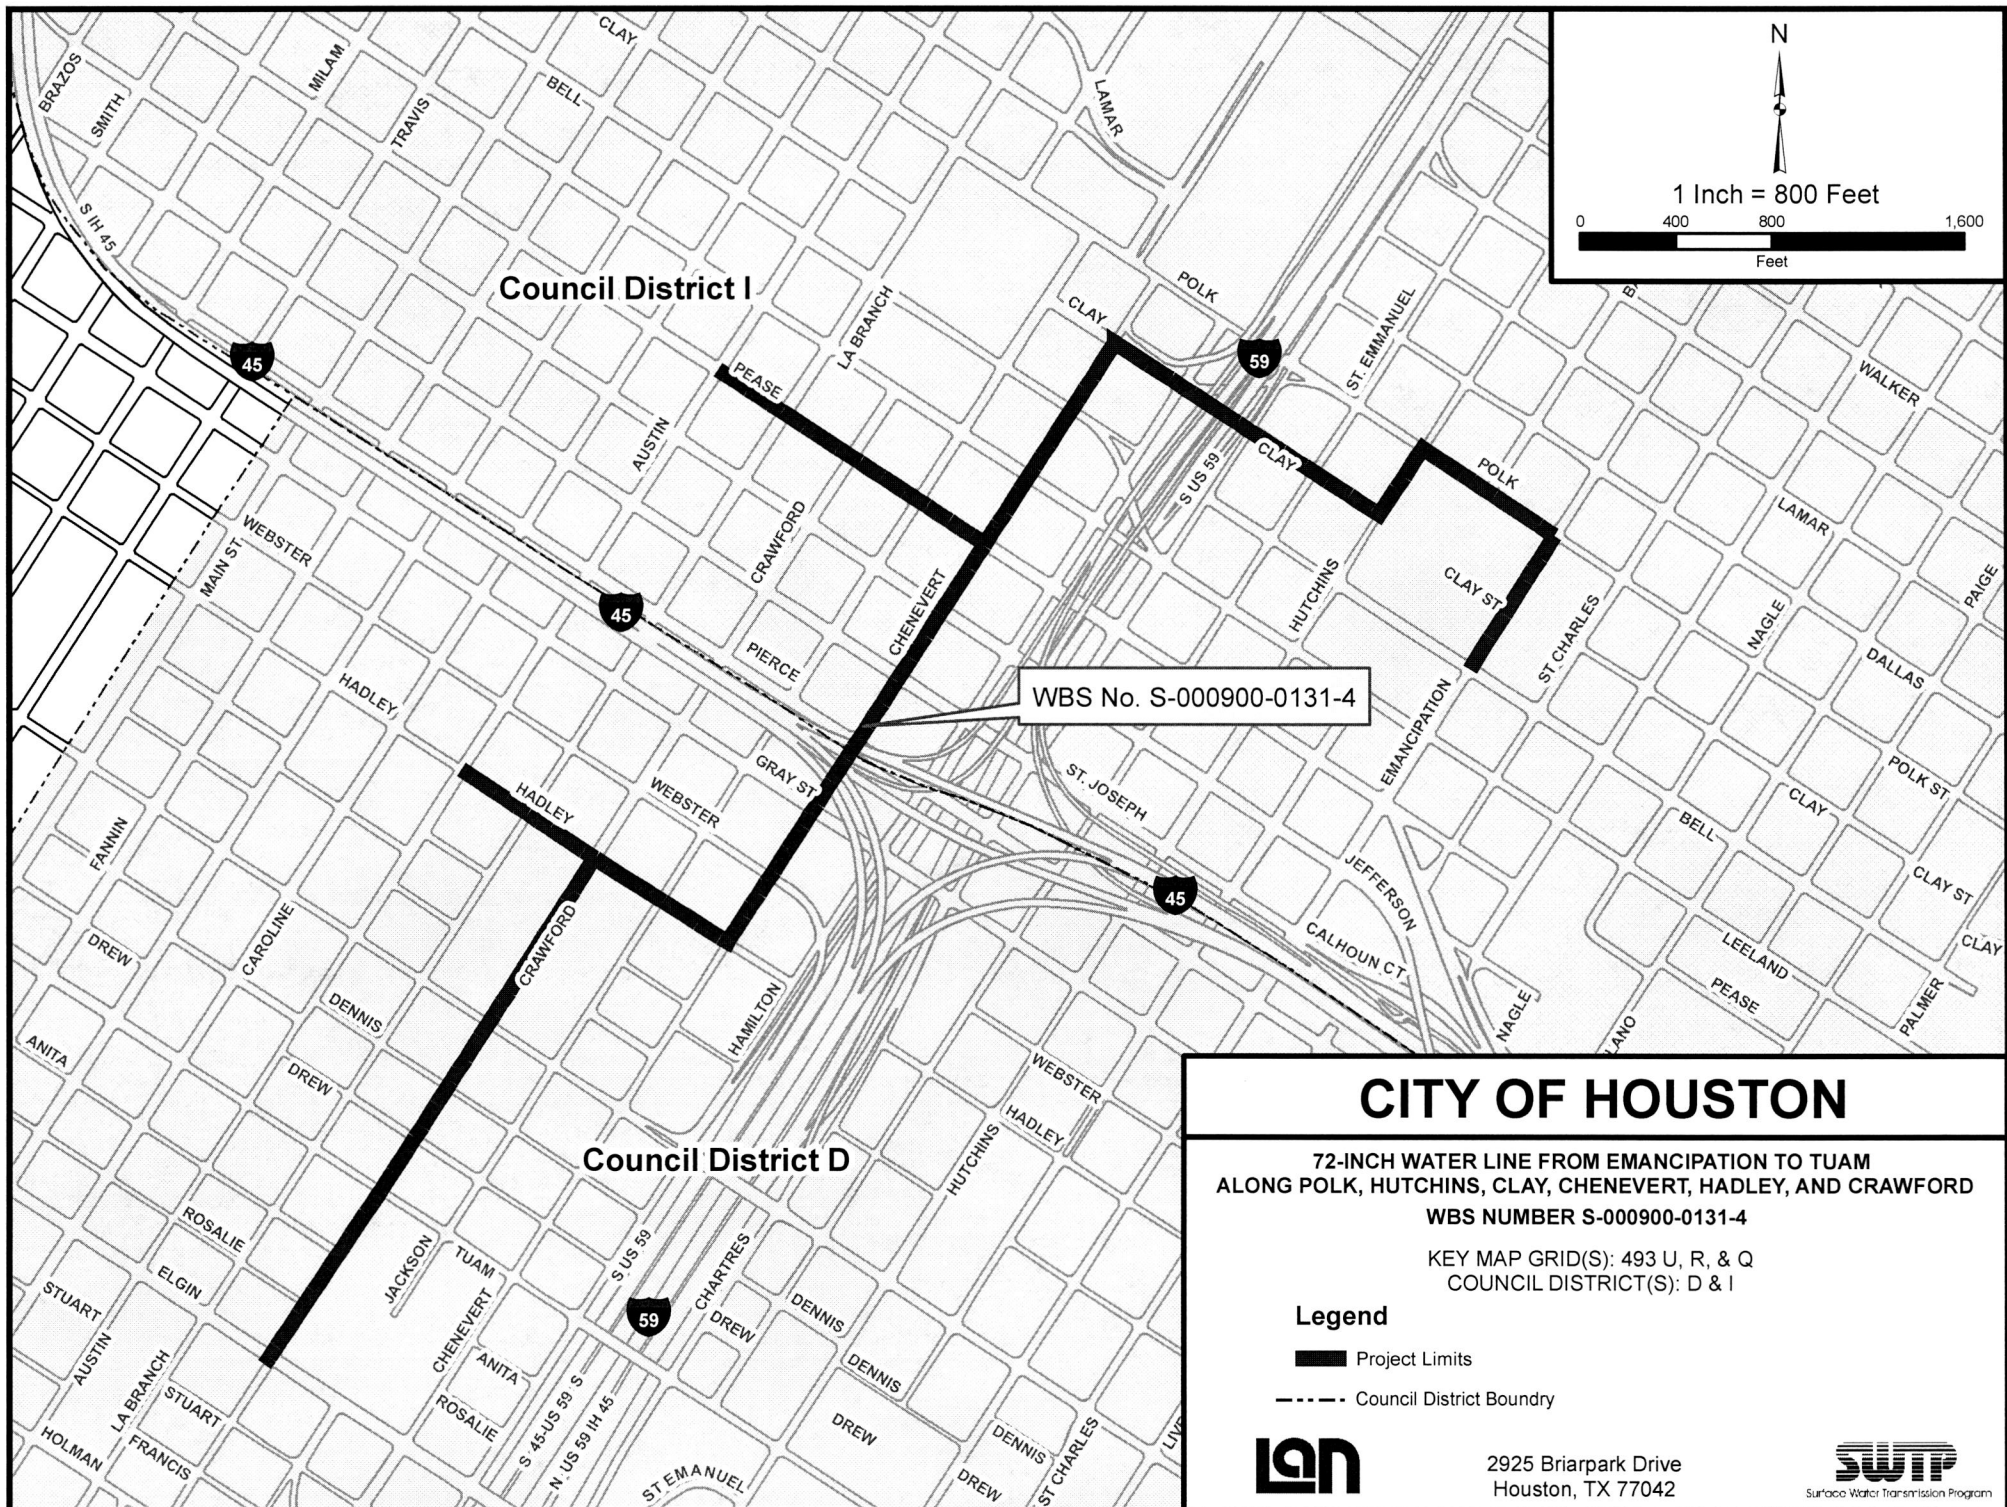 CLAY
BRAZOS
MILAM
SMITH
BELL
TRAVIS
LAMAR
N
1 Inch = 800 Feet
0 400 800 1,600
Feet
S IH 45
Council District I
LA BRANCH
CLAY
POLK
ST. EMMANUEL
45
59
PEASE
WALKER
AUSTIN
CLAY
S US 59
POLK
LAMAR
WEBSTER
MAIN ST.
CRAWFORD
CHENEVERT
HUTCHINS
CLAY ST
ST CHARLES
NAGLE
PAIGE
45
PIERCE
HADLEY
DALLAS
WBS No. S-000900-0131-4
EMANCIPATION
GRAY ST
ST. JOSEPH
POLK ST
HADLEY
WEBSTER
CLAY
BELL
FANNIN
JEFFERSON
45
CLAY ST
CAROLINE
DREW
CRAWFORD
CALHOUN CT
LEELAND
CLAY
PEASE
PALMER
DENNIS
HAMILTON
NAGLE
LANO
ANITA
DREW
WEBSTER
HADLEY
HUTCHINS
Council District D
ROSALIE
JACKSON
TUAM
S US 59
CHARTRES
ELGIN
STUART
CHENEVERT
59
DREW
DENNIS
AUSTIN
LA BRANCH
ANITA
DENNIS
STUART
ROSALIE
S 45-US 59 S
N US 59 IH 45
DREW
DENNIS
ST CHARLES
LIVE
HOLMAN
FRANCIS
ST EMANUEL
DREW
CITY OF HOUSTON
72-INCH WATER LINE FROM EMANCIPATION TO TUAM
ALONG POLK, HUTCHINS, CLAY, CHENEVERT, HADLEY, AND CRAWFORD
WBS NUMBER S-000900-0131-4
KEY MAP GRID(S): 493 U, R, & Q
COUNCIL DISTRICT(S): D & I
Legend
Project Limits
Council District Boundry
Lan
2925 Briarpark Drive
Houston, TX 77042
SWTP
Surface Water Transmission Program